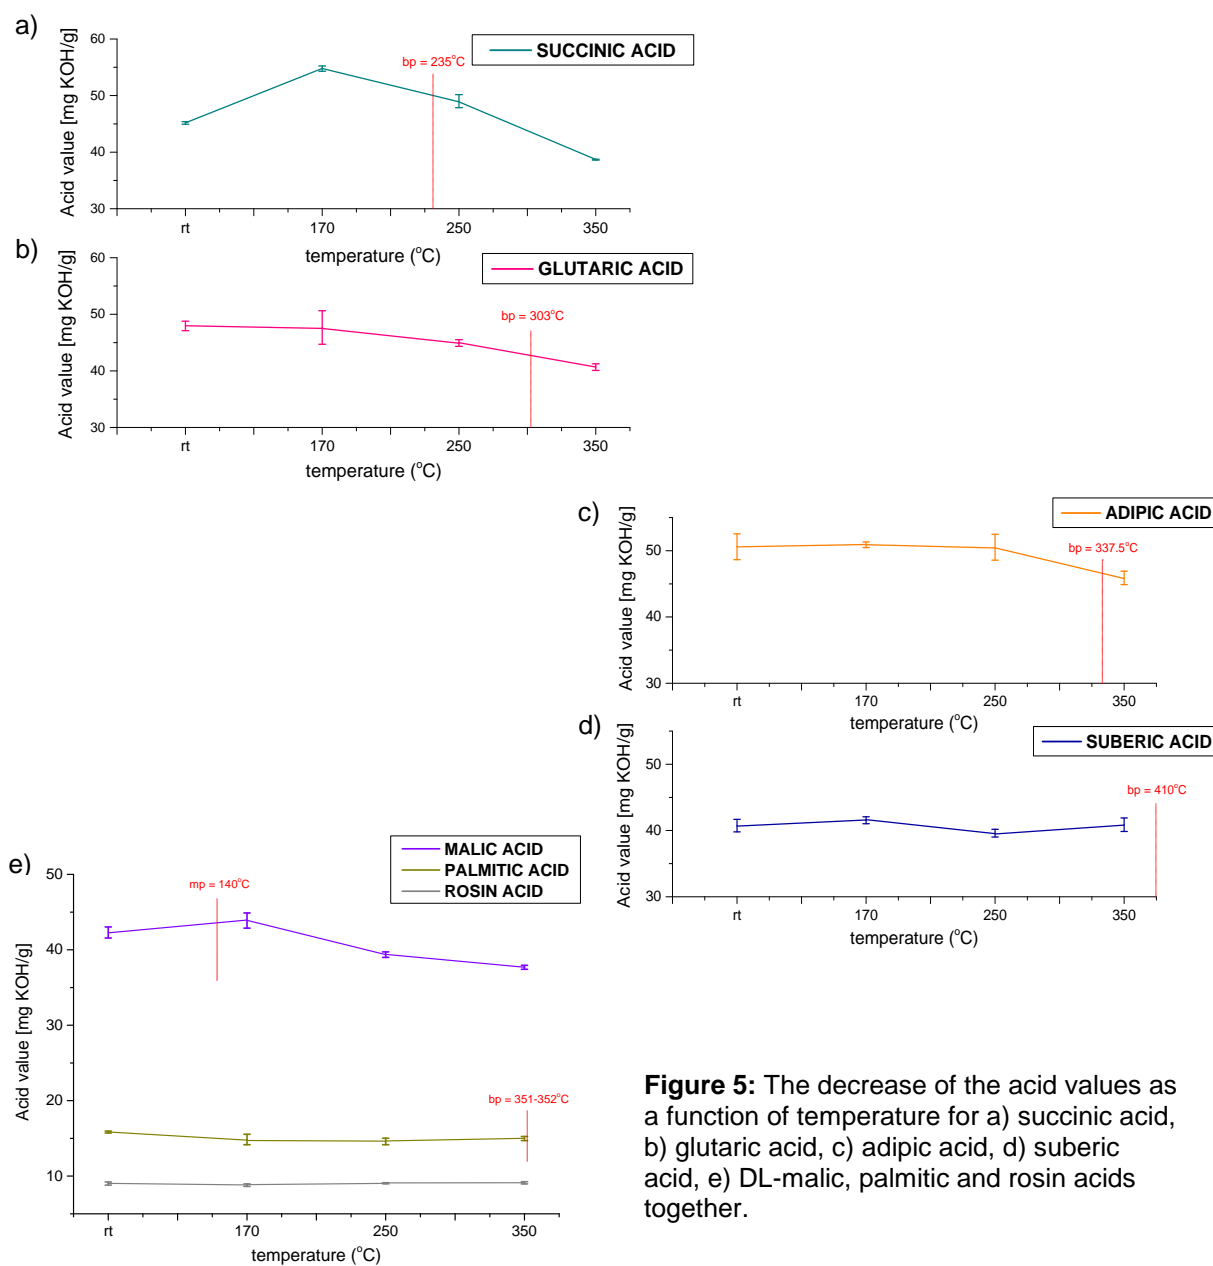 a)
SUCCINIC ACID
bp = 235°C
Acid value [mg KOH/g]
60
50
40
30
rt 170 250 350
temperature (°C)
b)
GLUTARIC ACID
bp = 303°C
Acid value [mg KOH/g]
60
50
40
30
rt 170 250 350
temperature (°C)
c)
ADIPIC ACID
bp = 337.5°C
Acid value [mg KOH/g]
50
40
30
rt 170 250 350
temperature (°C)
d)
SUBERIC ACID
bp = 410°C
Acid value [mg KOH/g]
50
40
30
rt 170 250 350
temperature (°C)
e)
MALIC ACID
PALMITIC ACID
ROSIN ACID
mp = 140°C
bp = 351-352°C
Acid value [mg KOH/g]
50
40
30
20
10
rt 170 250 350
temperature (°C)
Figure 5: The decrease of the acid values as
a function of temperature for a) succinic acid,
b) glutaric acid, c) adipic acid, d) suberic
acid, e) DL-malic, palmitic and rosin acids
together.